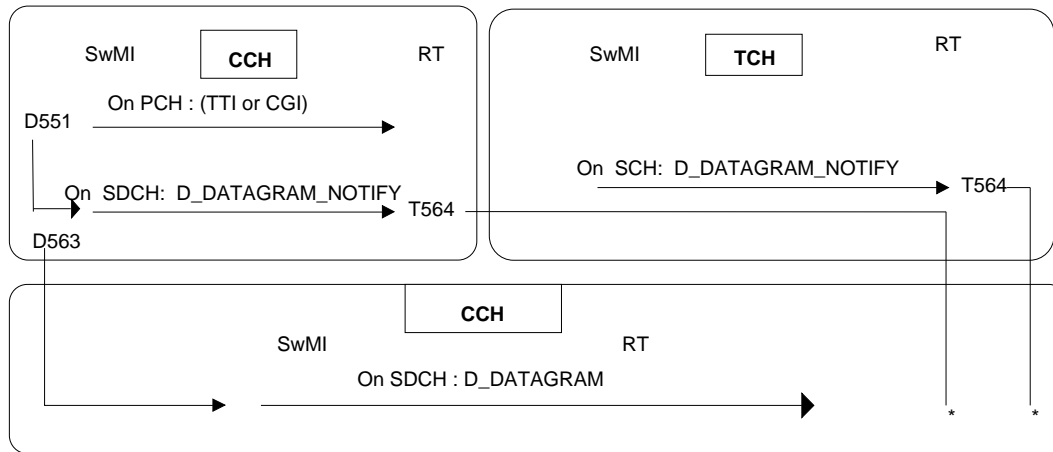 SwMI CCH RT
On PCH : (TTI or CGI)
D551
On SDCH: D_DATAGRAM_NOTIFY
T564
D563
SwMI TCH RT
On SCH: D_DATAGRAM_NOTIFY
T564
CCH
SwMI RT
On SDCH : D_DATAGRAM
* *